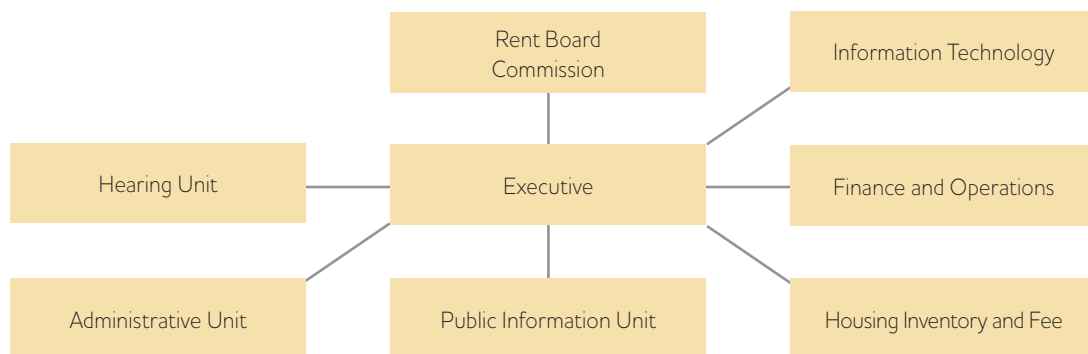 Rent Board
Commission
Information Technology
Hearing Unit
Executive
Finance and Operations
Administrative Unit
Public Information Unit
Housing Inventory and Fee